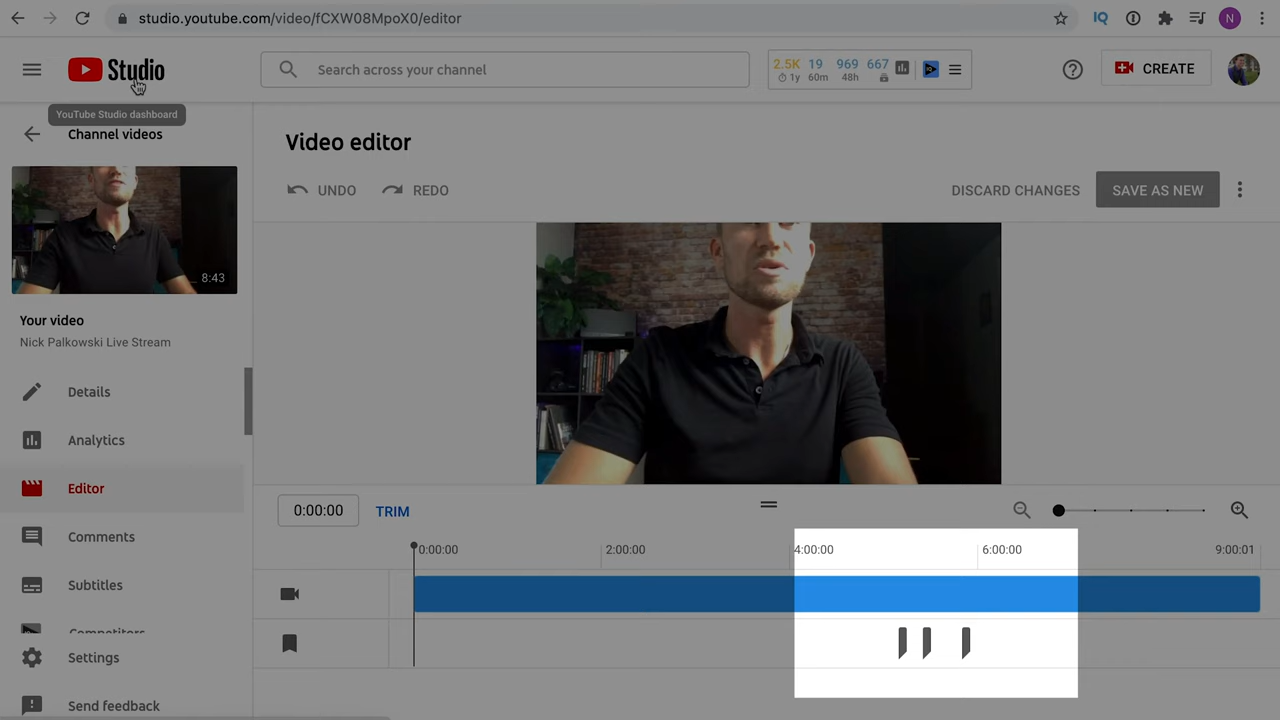 studio.youtube.com/video/fCXW08MpoX0/editor
IQ
N
Studio
Search across your channel
2.5K 19 969 667
1y 60m 48h
CREATE
YouTube Studio dashboard
Channel videos
8:43
Your video
Nick Palkowski Live Stream
Details
Analytics
Editor
Comments
Subtitles
Competitors
Settings
Send feedback
Video editor
UNDO REDO
DISCARD CHANGES SAVE AS NEW
0:00:00 TRIM
0:00:00 2:00:00 4:00:00 6:00:00 9:00:01